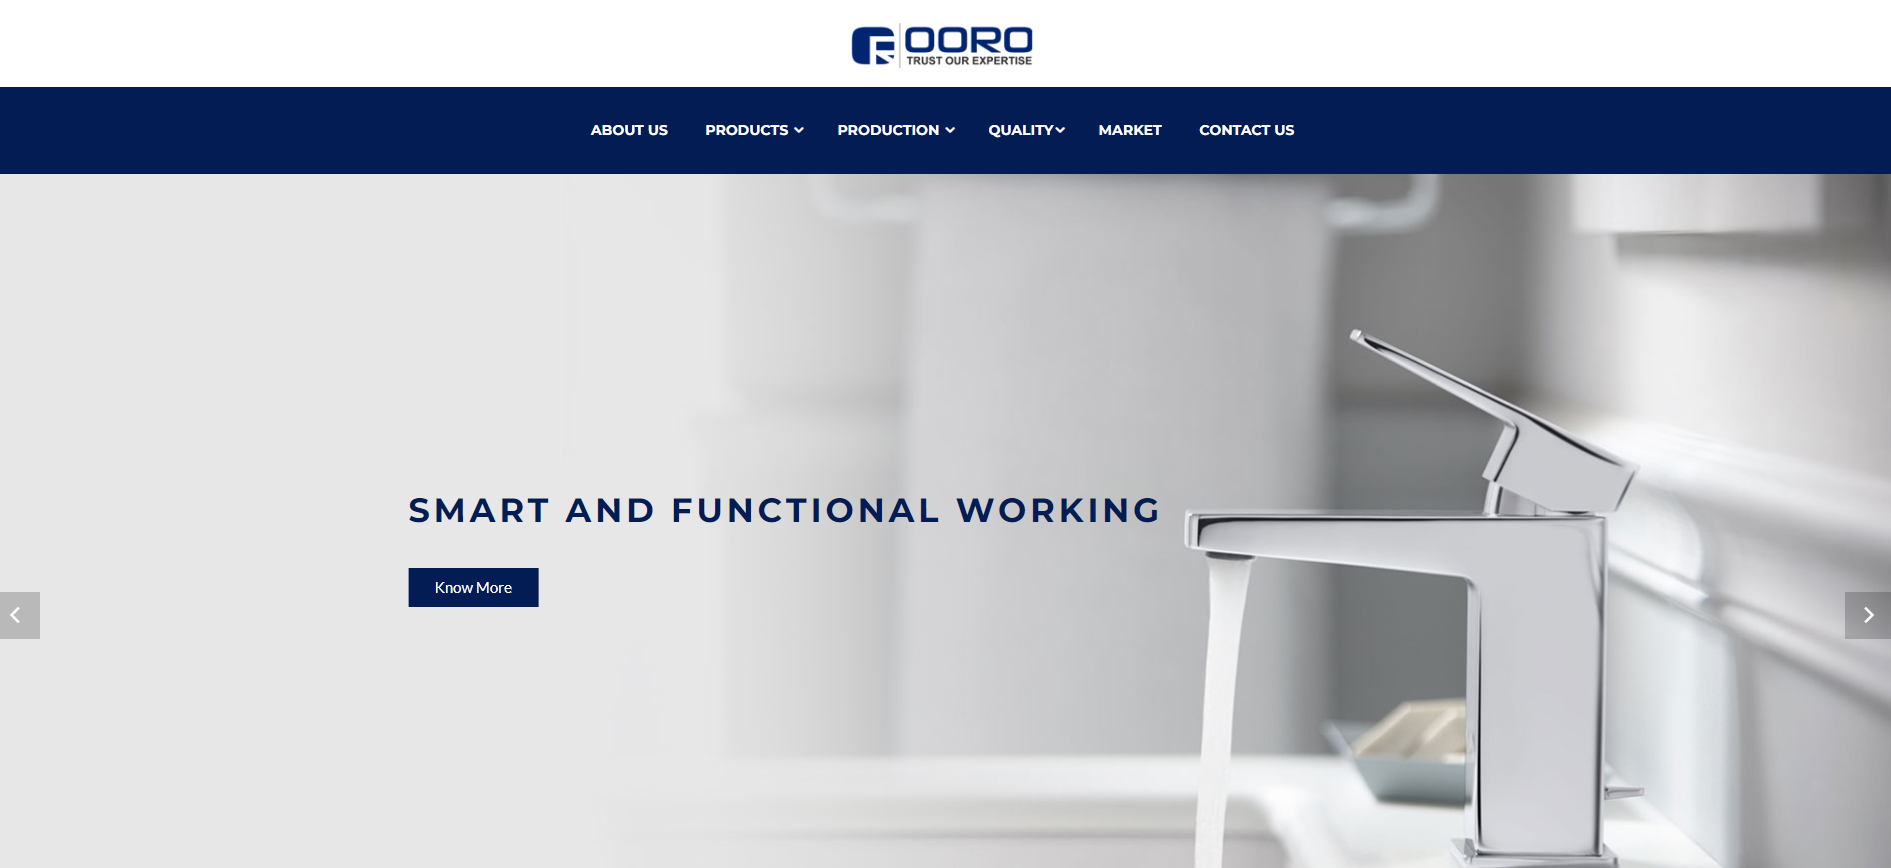 OORO
TRUST OUR EXPERTISE
ABOUT US PRODUCTS PRODUCTION QUALITY MARKET CONTACT US
SMART AND FUNCTIONAL WORKING
Know More